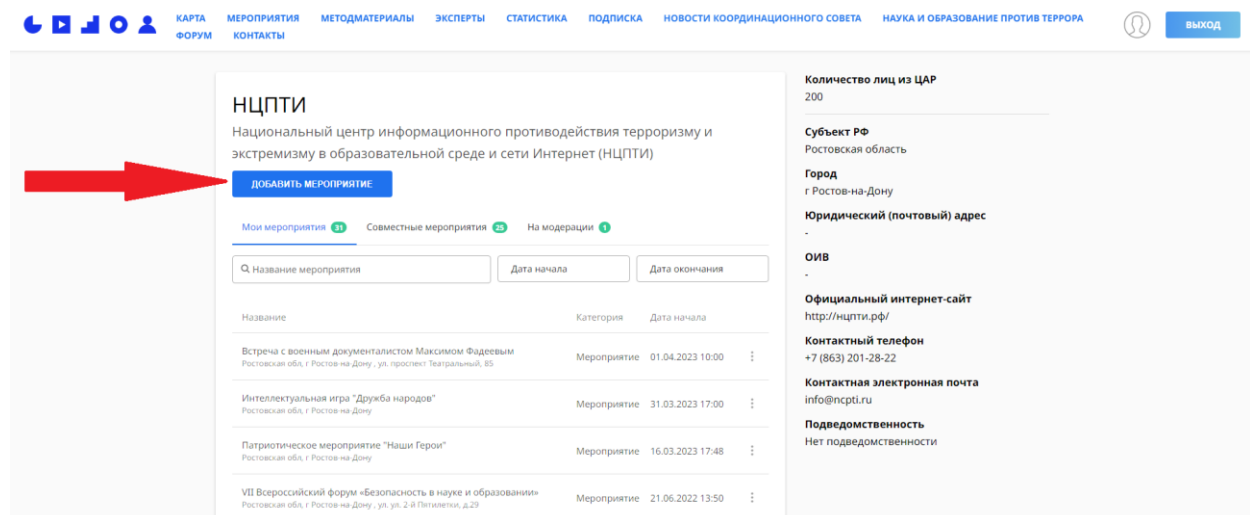 КАРТА МЕРОПРИЯТИЯ МЕТОДМАТЕРИАЛЫ ЭКСПЕРТЫ СТАТИСТИКА ПОДПИСКА НОВОСТИ КООРДИНАЦИОННОГО СОВЕТА НАУКА И ОБРАЗОВАНИЕ ПРОТИВ ТЕРРОРА
ФОРУМ КОНТАКТЫ
ВЫХОД
НЦПТИ
Национальный центр информационного противодействия терроризму и
экстремизму в образовательной среде и сети Интернет (НЦПТИ)
ДОБАВИТЬ МЕРОПРИЯТИЕ
Мои мероприятия 31 Совместные мероприятия 25 На модерации 1
Название мероприятия Дата начала Дата окончания
Название Категория Дата начала
Встреча с военным документалистом Максимом Фадеевым
Ростовская обл, г Ростов-на-Дону , ул. проспект Театральный, 85
Мероприятие 01.04.2023 10:00
Интеллектуальная игра "Дружба народов"
Ростовская обл, г Ростов-на-Дону
Мероприятие 31.03.2023 17:00
Патриотическое мероприятие "Наши Герои"
Ростовская обл, г Ростов-на-Дону
Мероприятие 16.03.2023 17:48
VII Всероссийский форум «Безопасность в науке и образовании»
Ростовская обл, г Ростов-на-Дону , ул. ул. 2-й Пятилетки, д.29
Мероприятие 21.06.2022 13:50
Количество лиц из ЦАР
200
Субъект РФ
Ростовская область
Город
г Ростов-на-Дону
Юридический (почтовый) адрес
-
ОИВ
-
Официальный интернет-сайт
http://нцпти.рф/
Контактный телефон
+7 (863) 201-28-22
Контактная электронная почта
info@ncpti.ru
Подведомственность
Нет подведомственности